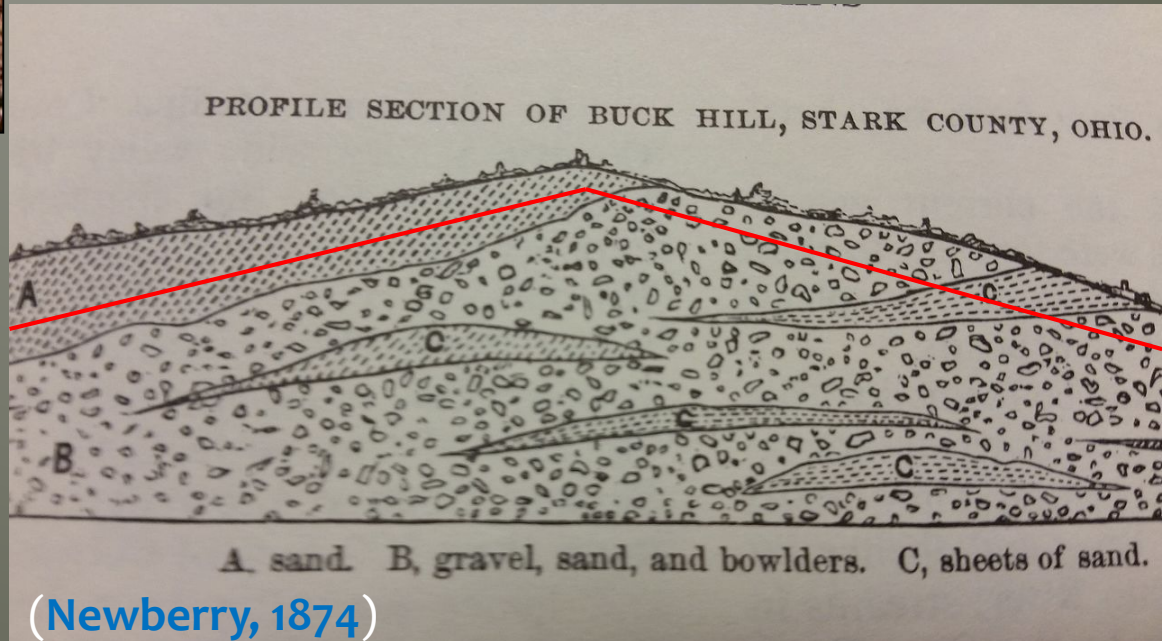 PROFILE SECTION OF BUCK HILL, STARK COUNTY, OHIO.
A
C
C
C
C
B
A sand. B, gravel, sand, and bowlders. C, sheets of sand.
(Newberry, 1874)